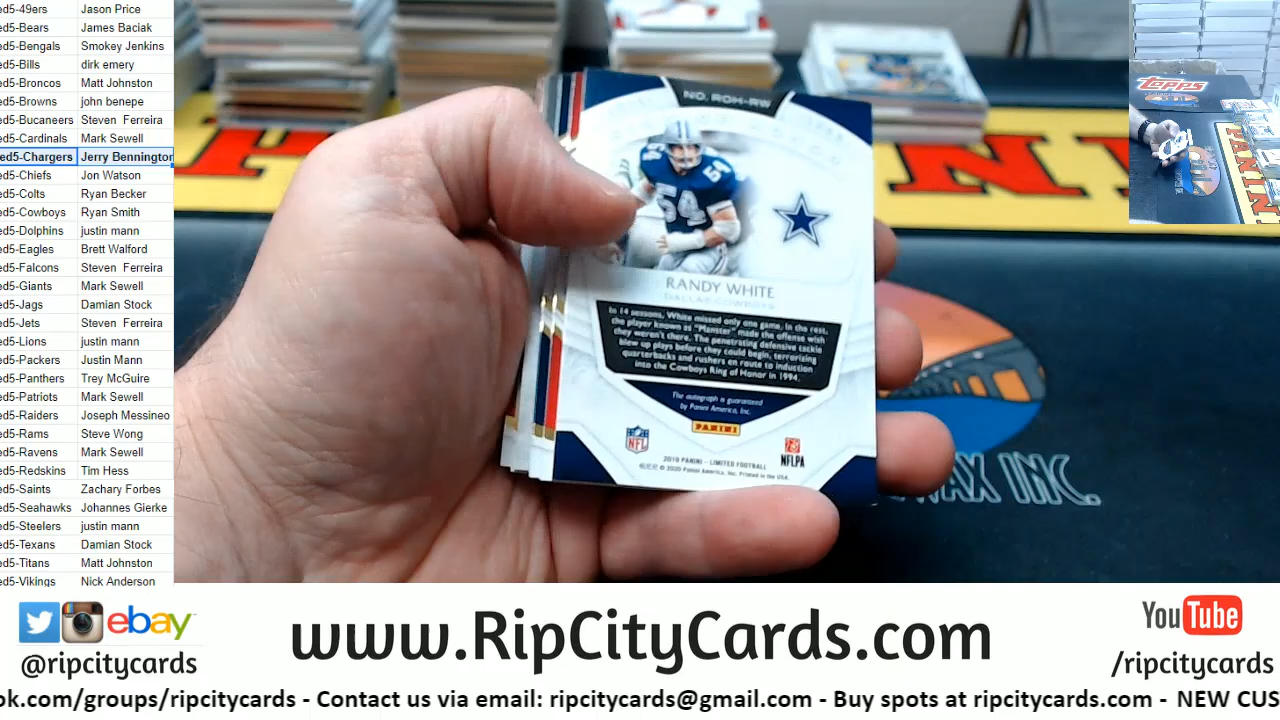 ed5-49ers Jason Price
ed5-Bears James Baciak
ed5-Bengals Smokey Jenkins
ed5-Bills dirk emery
ed5-Broncos Matt Johnston
ed5-Browns john benepe
ed5-Bucaneers Steven Ferreira
ed5-Cardinals Mark Sewell
ed5-Chargers Jerry Bennington
ed5-Chiefs Jon Watson
ed5-Colts Ryan Becker
ed5-Cowboys Ryan Smith
ed5-Dolphins justin mann
ed5-Eagles Brett Walford
ed5-Falcons Steven Ferreira
ed5-Giants Mark Sewell
ed5-Jags Damian Stock
ed5-Jets Steven Ferreira
ed5-Lions justin mann
ed5-Packers Justin Mann
ed5-Panthers Trey McGuire
ed5-Patriots Mark Sewell
ed5-Raiders Joseph Messineo
ed5-Rams Steve Wong
ed5-Ravens Mark Sewell
ed5-Redskins Tim Hess
ed5-Saints Zachary Forbes
ed5-Seahawks Johannes Gierke
ed5-Steelers justin mann
ed5-Texans Damian Stock
ed5-Titans Matt Johnston
ed5-Vikings Nick Anderson
NO. ROH-RW
54
RANDY WHITE
DALLAS COWBOYS
In 14 seasons, White missed only one game. In the rest,
the player known as "Manster" made the offense wish
they weren't there. The penetrating defensive tackle
blew up plays before they could begin, terrorizing
quarterbacks and rushers en route to induction
into the Cowboys Ring of Honor in 1994.
The autograph is guaranteed
by Panini America, Inc.
PANINI
NFL
NFLPA
2019 PANINI - LIMITED FOOTBALL
© 2020 Panini America, Inc. Printed in the USA.
WAX INC.
topps
PANINI
ebay
@ripcitycards
www.RipCityCards.com
YouTube
/ripcitycards
ok.com/groups/ripcitycards - Contact us via email: ripcitycards@gmail.com - Buy spots at ripcitycards.com - NEW CUS